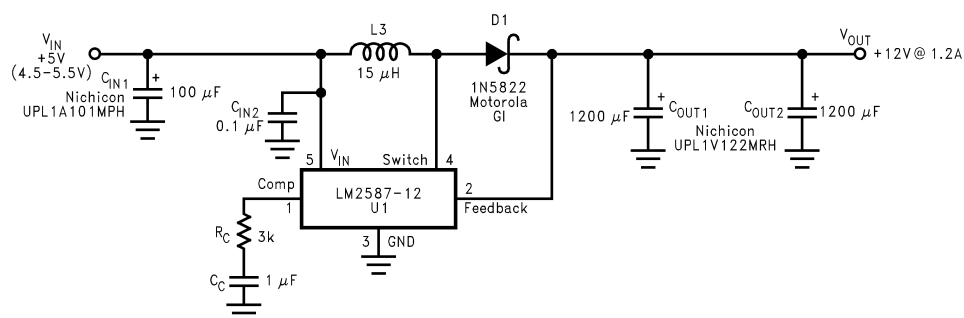 V_IN
+5V
(4.5-5.5V)
C_IN1
+
100 μF
Nichicon
UPL1A101MPH
L3
15 μH
D1
1N5822
Motorola
GI
V_OUT
+12V@ 1.2A
C_IN2
0.1 μF
1200 μF
+
C_OUT1
C_OUT2
+
1200 μF
Nichicon
UPL1V122MRH
5
V_IN
Switch
4
Comp
1
LM2587-12
U1
2
Feedback
3
GND
R_C
3k
C_C
1 μF